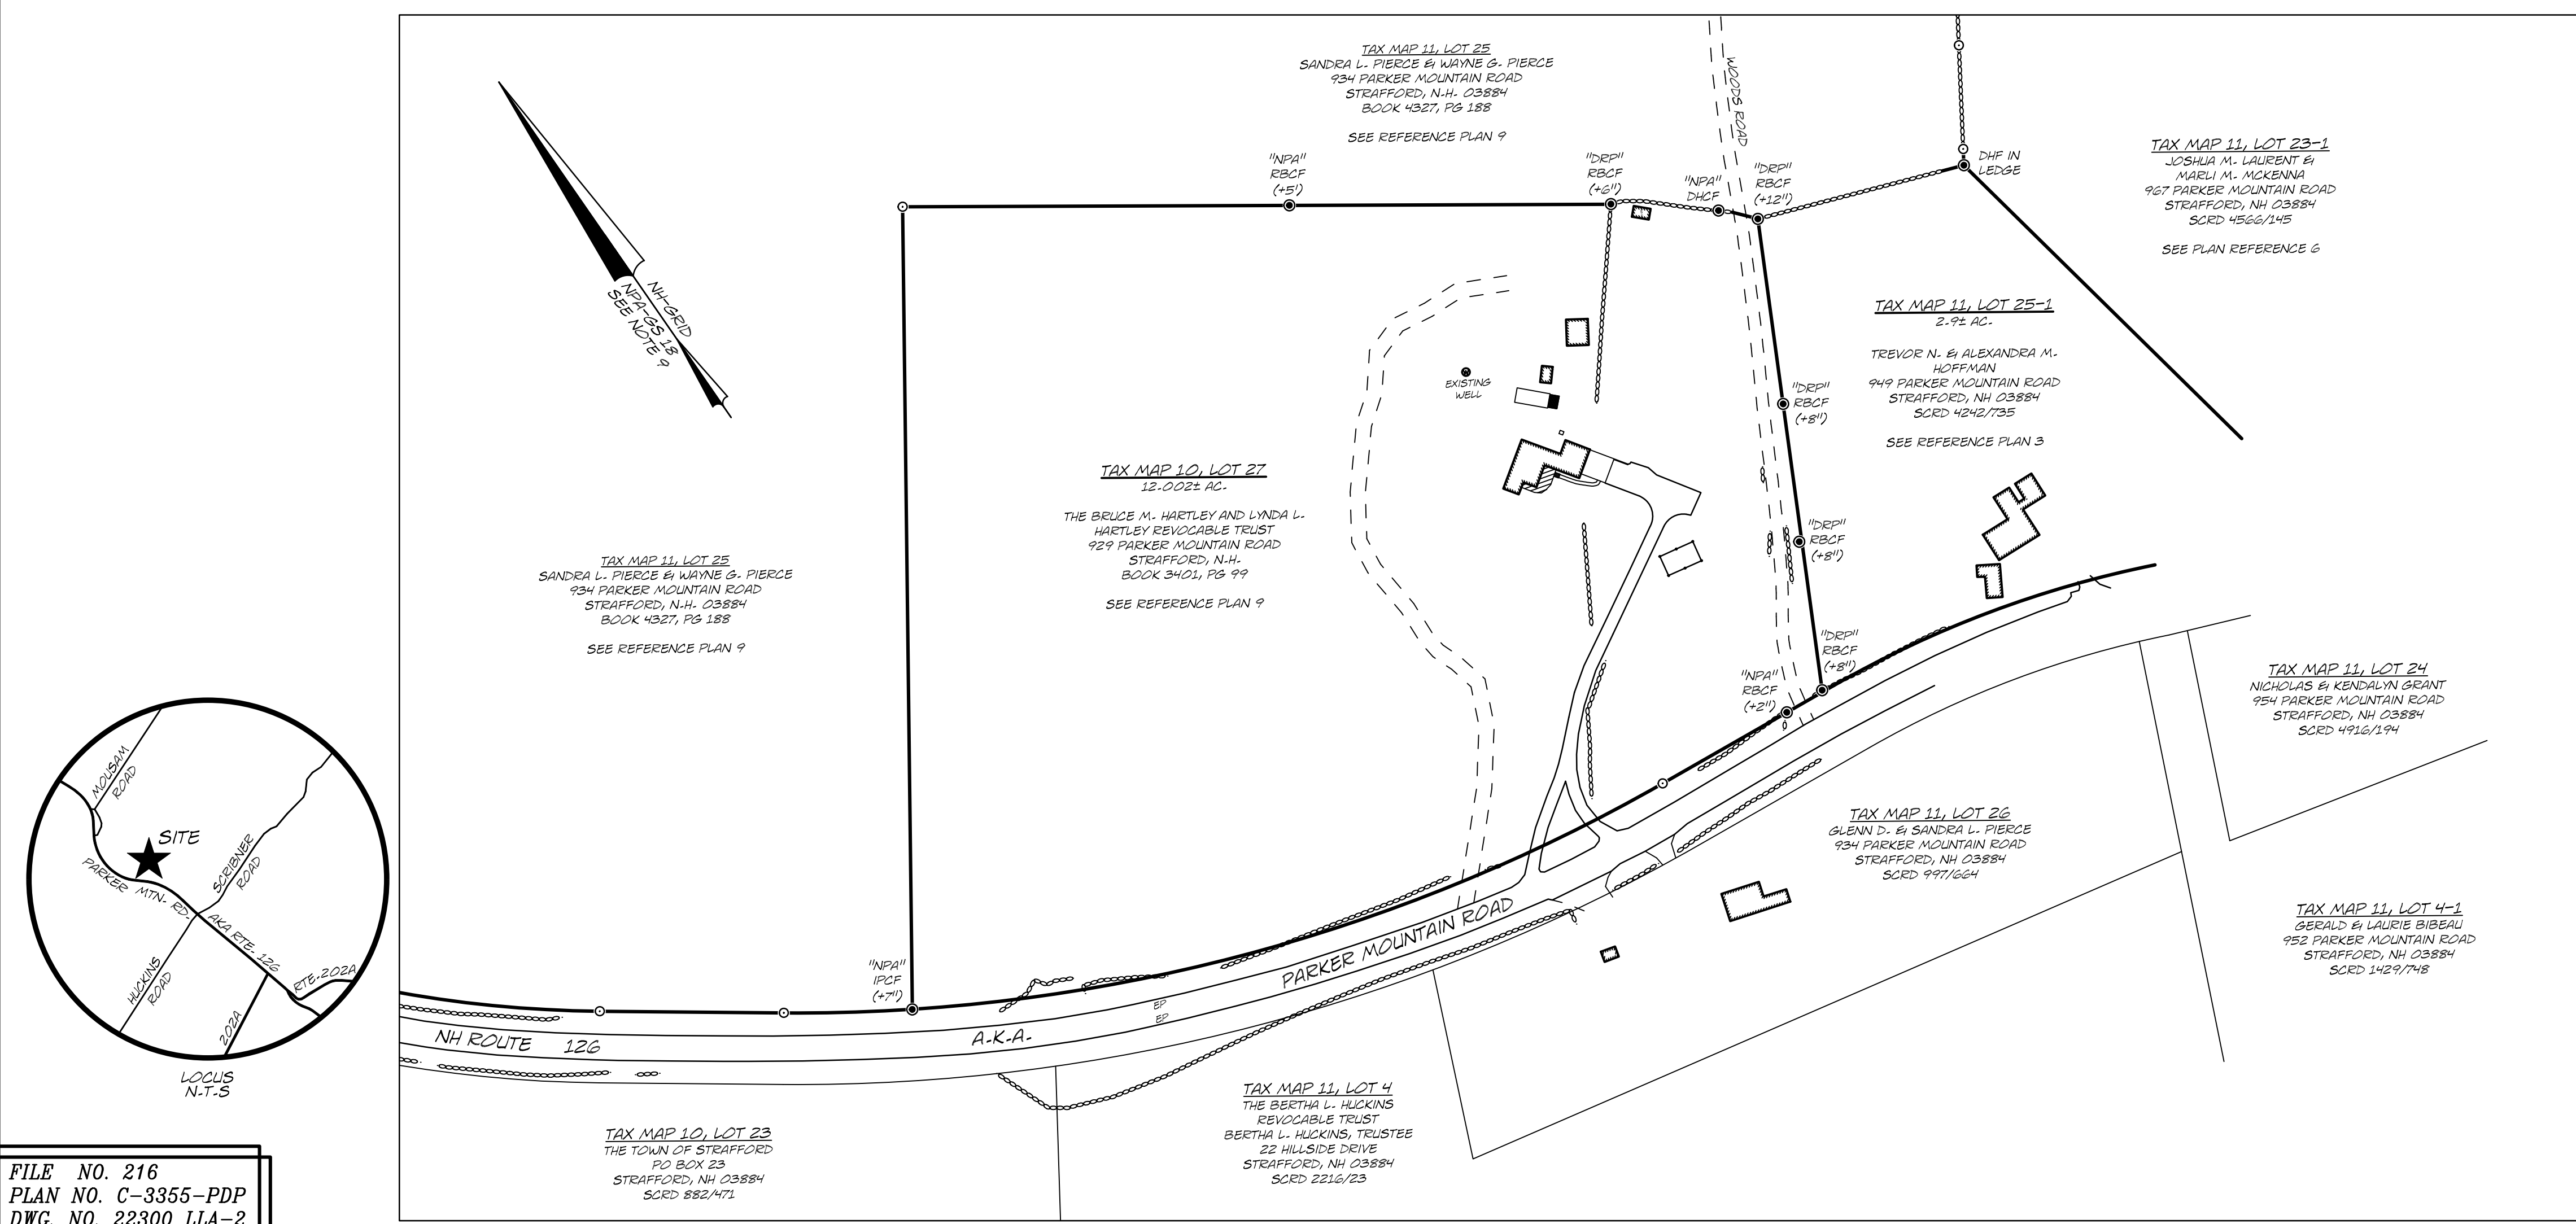 TAX MAP 11, LOT 25
SANDRA L. PIERCE & WAYNE G. PIERCE
934 PARKER MOUNTAIN ROAD
STRAFFORD, N.H. 03884
BOOK 4327, PG 188
SEE REFERENCE PLAN 9
WOODS ROAD
TAX MAP 11, LOT 23-1
JOSHUA M. LAURENT &
MARLI M. MCKENNA
967 PARKER MOUNTAIN ROAD
STRAFFORD, NH 03884
SCRD 4566/145
SEE PLAN REFERENCE 6
"NPA"
RBCF
(+5')
"DRP"
RBCF
(+6")
"NPA"
DHCF
"DRP"
RBCF
(+12")
DHF IN
LEDGE
NH-GRID
NPA-GS 18
SEE NOTE 9
TAX MAP 11, LOT 25-1
2.9± AC.
TREVOR N. & ALEXANDRA M.
HOFFMAN
949 PARKER MOUNTAIN ROAD
STRAFFORD, NH 03884
SCRD 4242/735
SEE REFERENCE PLAN 3
EXISTING
WELL
"DRP"
RBCF
(+8")
TAX MAP 10, LOT 27
12.002± AC.
THE BRUCE M. HARTLEY AND LYNDA L.
HARTLEY REVOCABLE TRUST
929 PARKER MOUNTAIN ROAD
STRAFFORD, N.H.
BOOK 3401, PG 99
SEE REFERENCE PLAN 9
"DRP"
RBCF
(+8")
TAX MAP 11, LOT 25
SANDRA L. PIERCE & WAYNE G. PIERCE
934 PARKER MOUNTAIN ROAD
STRAFFORD, N.H. 03884
BOOK 4327, PG 188
SEE REFERENCE PLAN 9
"DRP"
RBCF
(+8")
"NPA"
RBCF
(+2")
TAX MAP 11, LOT 24
NICHOLAS & KENDALYN GRANT
954 PARKER MOUNTAIN ROAD
STRAFFORD, NH 03884
SCRD 4916/194
MOUSAM
ROAD
SITE
SCRIBNER
ROAD
PARKER MTN. RD.
AKA RTE. 126
HUCKINS
ROAD
RTE.202A
202A
LOCUS
N.T.S
TAX MAP 11, LOT 26
GLENN D. & SANDRA L. PIERCE
934 PARKER MOUNTAIN ROAD
STRAFFORD, NH 03884
SCRD 997/664
TAX MAP 11, LOT 4-1
GERALD & LAURIE BIBEAU
952 PARKER MOUNTAIN ROAD
STRAFFORD, NH 03884
SCRD 1429/748
"NPA"
IPCF
(+7")
EP
EP
NH ROUTE 126
A.K.A.
PARKER MOUNTAIN ROAD
TAX MAP 11, LOT 4
THE BERTHA L. HUCKINS
REVOCABLE TRUST
BERTHA L. HUCKINS, TRUSTEE
22 HILLSIDE DRIVE
STRAFFORD, NH 03884
SCRD 2216/23
TAX MAP 10, LOT 23
THE TOWN OF STRAFFORD
PO BOX 23
STRAFFORD, NH 03884
SCRD 882/471
FILE NO. 216
PLAN NO. C-3355-PDP
DWG. NO. 22300 LLA-2